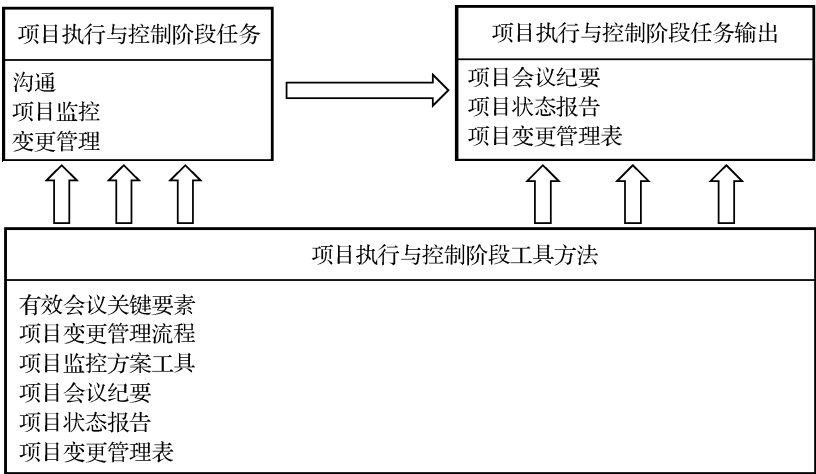 项目执行与控制阶段任务
沟通
项目监控
变更管理
项目执行与控制阶段任务输出
项目会议纪要
项目状态报告
项目变更管理表
项目执行与控制阶段工具方法
有效会议关键要素
项目变更管理流程
项目监控方案工具
项目会议纪要
项目状态报告
项目变更管理表